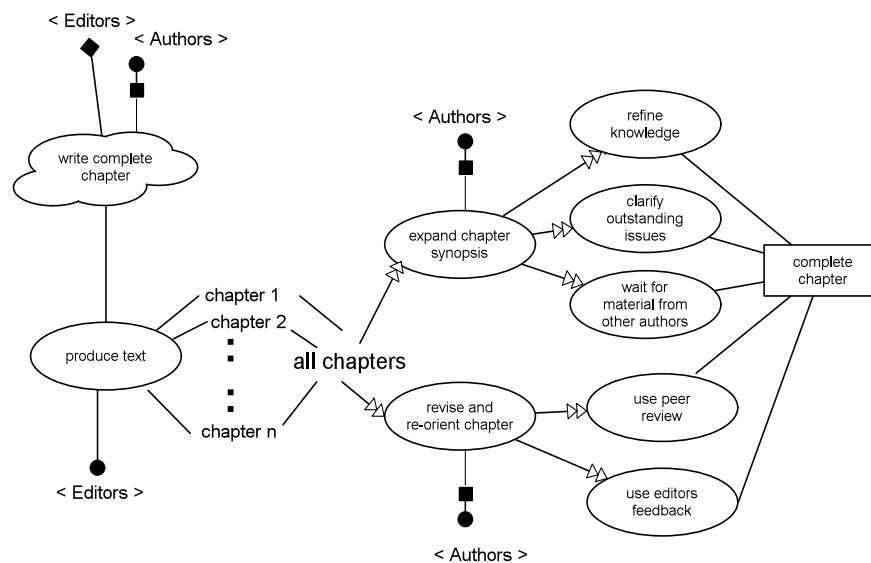 < Editors >
< Authors >
write complete
chapter
produce text
< Editors >
chapter 1
chapter 2
chapter n
all chapters
< Authors >
expand chapter
synopsis
revise and
re-orient chapter
< Authors >
refine
knowledge
clarify
outstanding
issues
wait for
material from
other authors
use peer
review
use editors
feedback
complete
chapter